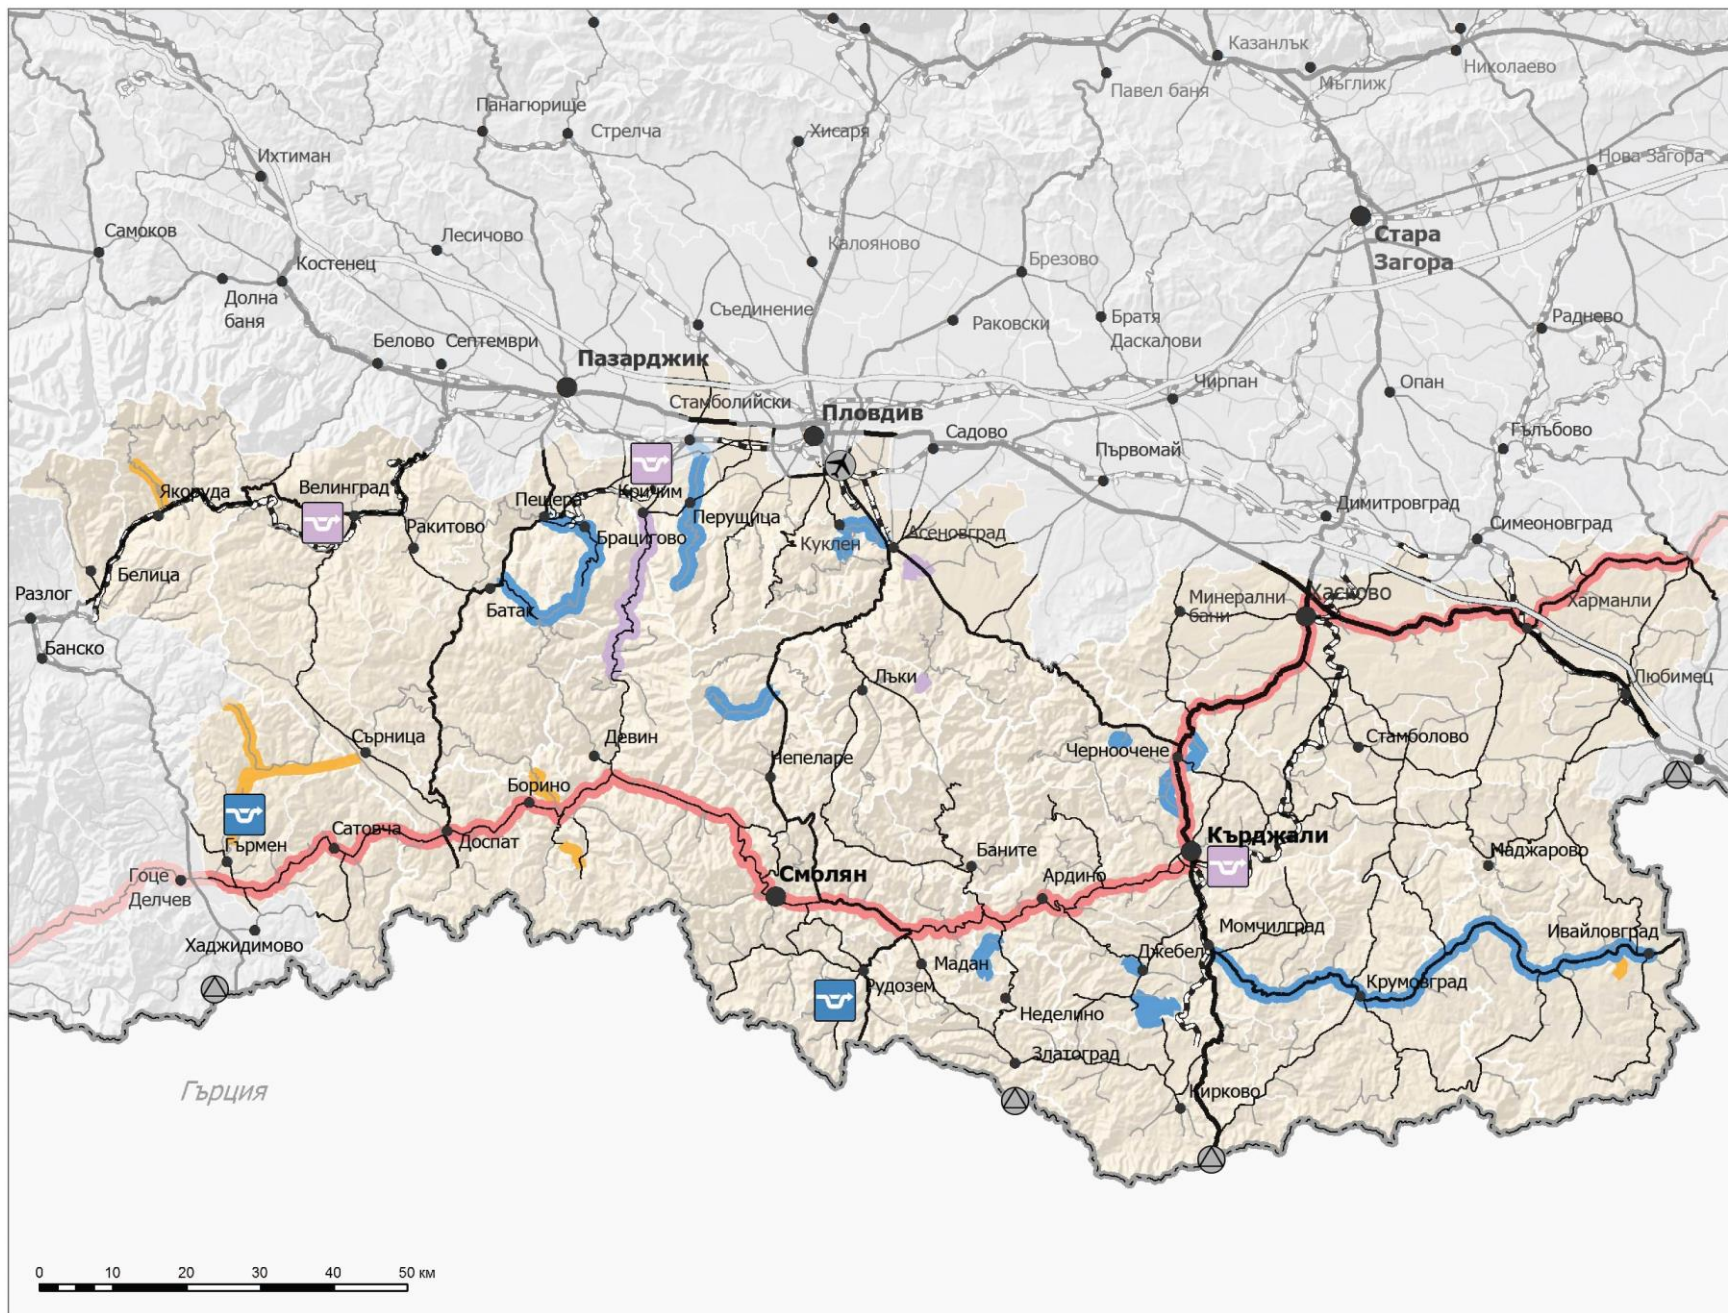 Казанлък
Николаево
Мъглиж
Павел баня
Панагюрище
Стрелча
Хисаря
Нова Загора
Ихтиман
Самоков
Лесичово
Калояново
Стара
Загора
Костенец
Брезово
Долна
баня
Съединение
Раковски
Братя
Даскалови
Раднево
Белово
Септември
Пазарджик
Чирпан
Опан
Стамболийски
Пловдив
Садово
Първомай
Гълъбово
Якоруда
Велинград
Пещера
Кричим
Димитровград
Симеоновград
Ракитово
Брацигово
Перущица
Куклен
Асеновград
Белица
Разлог
Батак
Минерални
бани
Хасково
Харманли
Банско
Лъки
Любимец
Сърница
Девин
Непеларе
Черноочене
Стамболово
Борино
Сатовча
Доспат
Гърмен
Кърджали
Маджарово
Баните
Гоце
Делчев
Смолян
Ардино
Хаджидимово
Момчилград
Ивайловград
Мадан
Джебел
Рудозем
Крумовград
Неделино
Златоград
Кирково
Гърция
0 10 20 30 40 50 км